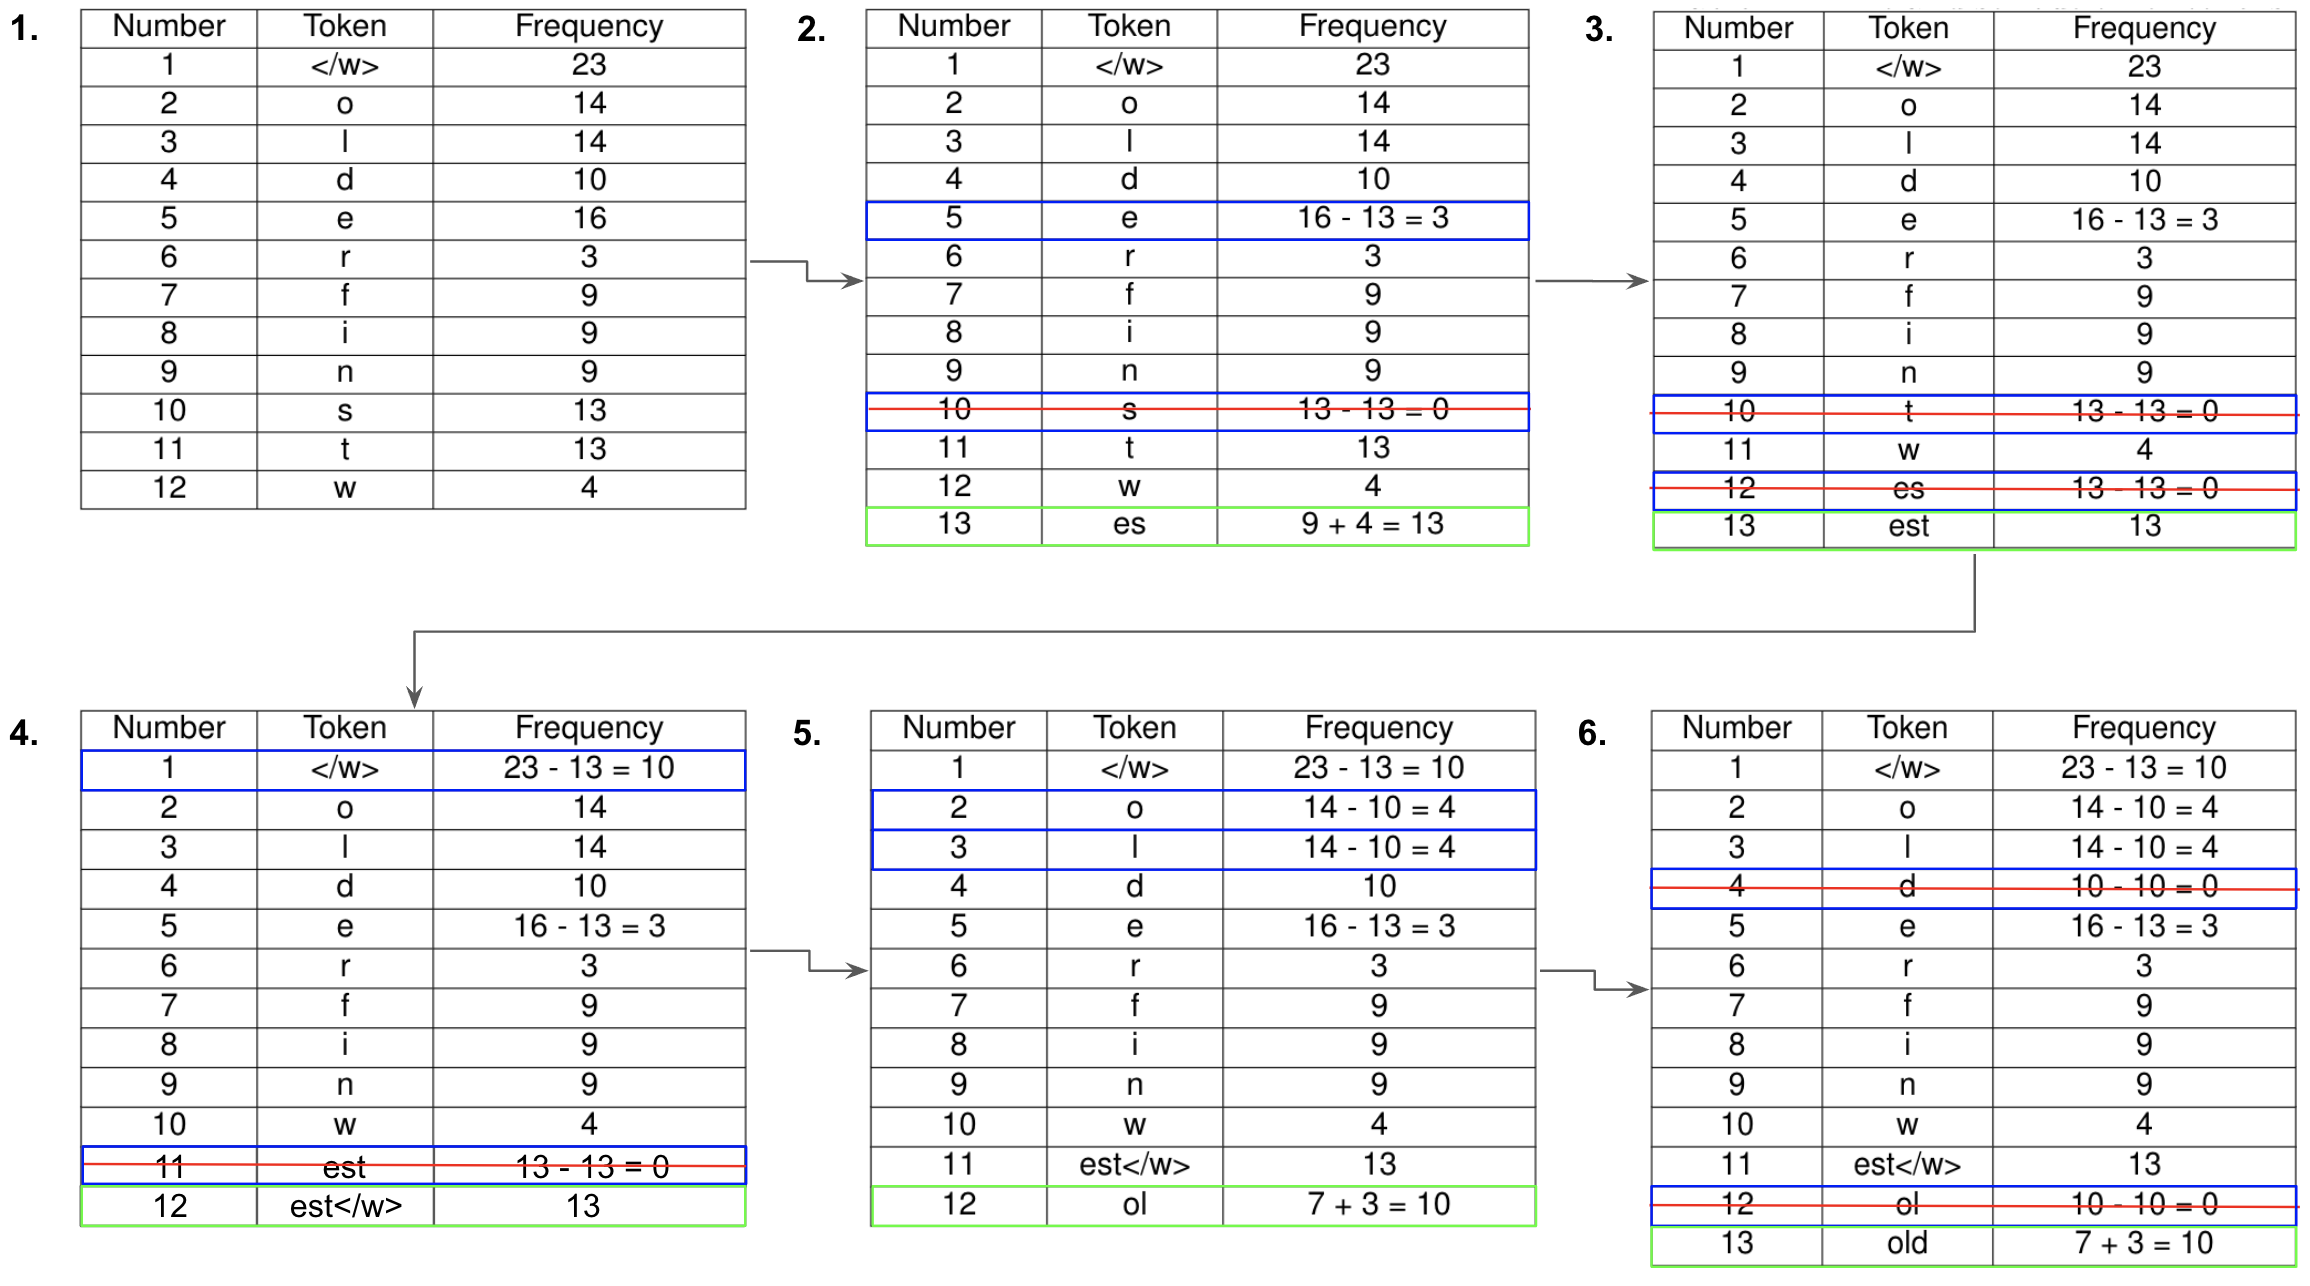 1.
Number Token Frequency
1 </w> 23
2 o 14
3 l 14
4 d 10
5 e 16
6 r 3
7 f 9
8 i 9
9 n 9
10 s 13
11 t 13
12 w 4
2.
Number Token Frequency
1 </w> 23
2 o 14
3 l 14
4 d 10
5 e 16 - 13 = 3
6 r 3
7 f 9
8 i 9
9 n 9
10 s 13 - 13 = 0
11 t 13
12 w 4
13 es 9 + 4 = 13
3.
Number Token Frequency
1 </w> 23
2 o 14
3 l 14
4 d 10
5 e 16 - 13 = 3
6 r 3
7 f 9
8 i 9
9 n 9
10 t 13 - 13 = 0
11 w 4
12 es 13 - 13 = 0
13 est 13
4.
Number Token Frequency
1 </w> 23 - 13 = 10
2 o 14
3 l 14
4 d 10
5 e 16 - 13 = 3
6 r 3
7 f 9
8 i 9
9 n 9
10 w 4
11 est 13 - 13 = 0
12 est</w> 13
5.
Number Token Frequency
1 </w> 23 - 13 = 10
2 o 14 - 10 = 4
3 l 14 - 10 = 4
4 d 10
5 e 16 - 13 = 3
6 r 3
7 f 9
8 i 9
9 n 9
10 w 4
11 est</w> 13
12 ol 7 + 3 = 10
6.
Number Token Frequency
1 </w> 23 - 13 = 10
2 o 14 - 10 = 4
3 l 14 - 10 = 4
4 d 10 - 10 = 0
5 e 16 - 13 = 3
6 r 3
7 f 9
8 i 9
9 n 9
10 w 4
11 est</w> 13
12 ol 10 - 10 = 0
13 old 7 + 3 = 10